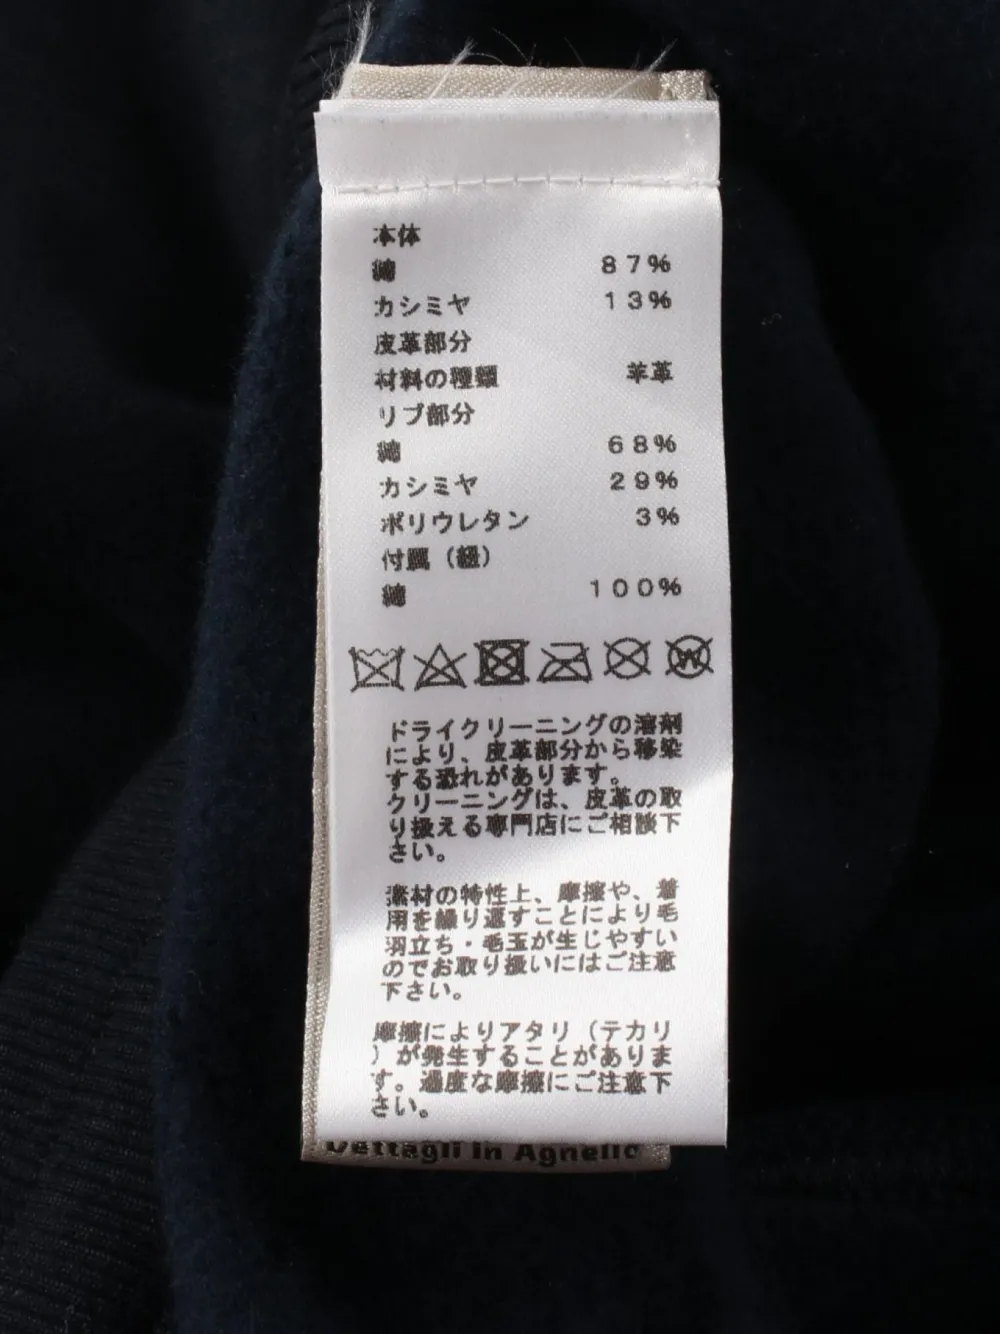 本体
綿 87%
カシミヤ 13%
皮革部分
材料の種類 羊革
リブ部分
綿 68%
カシミヤ 29%
ポリウレタン 3%
付属（紐）
綿 100%
W
ドライクリーニングの溶剤
により、皮革部分から移染
する恐れがあります。
クリーニングは、皮革の取
り扱える専門店にご相談下
さい。
素材の特性上、摩擦や、着
用を繰り返すことにより毛
羽立ち・毛玉が生じやすい
のでお取り扱いにはご注意
下さい。
摩擦によりアタリ（テカリ
）が発生することがありま
す。過度な摩擦にご注意下
さい。
Dettagli in Agnello